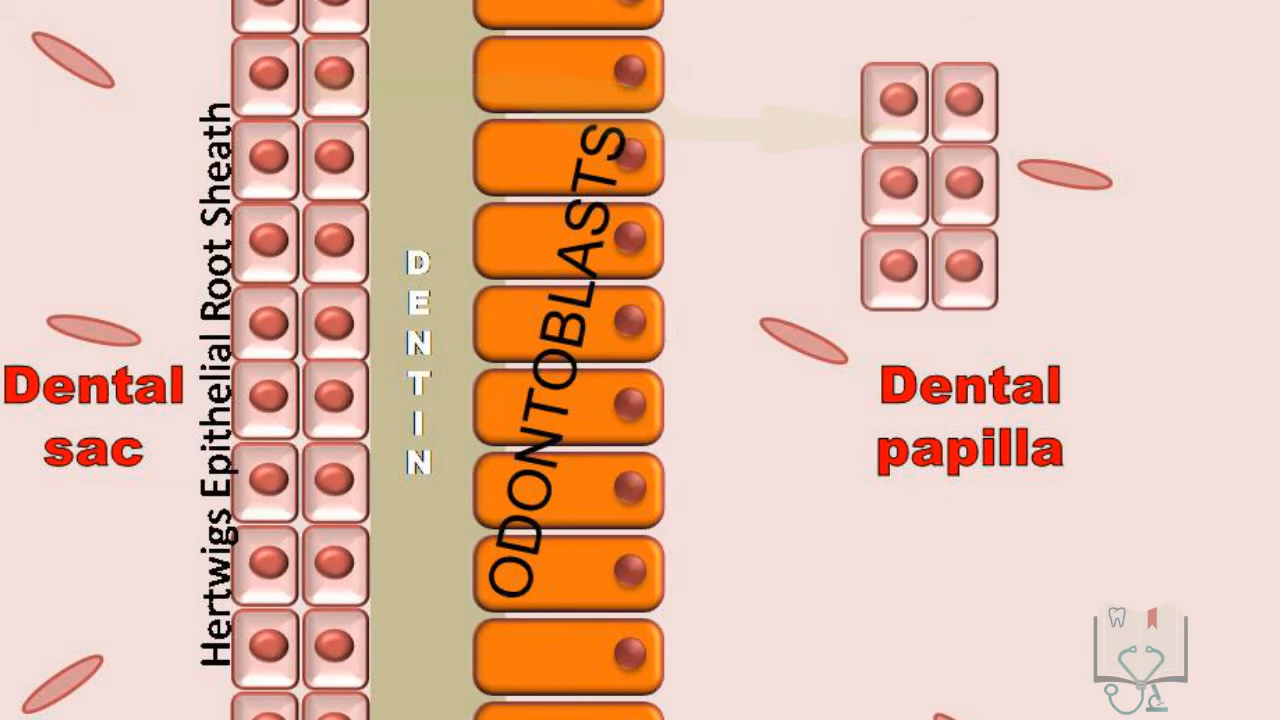 Dental
sac
Hertwigs Epithelial Root Sheath
DENTIN
ODONTOBLASTS
Dental
papilla